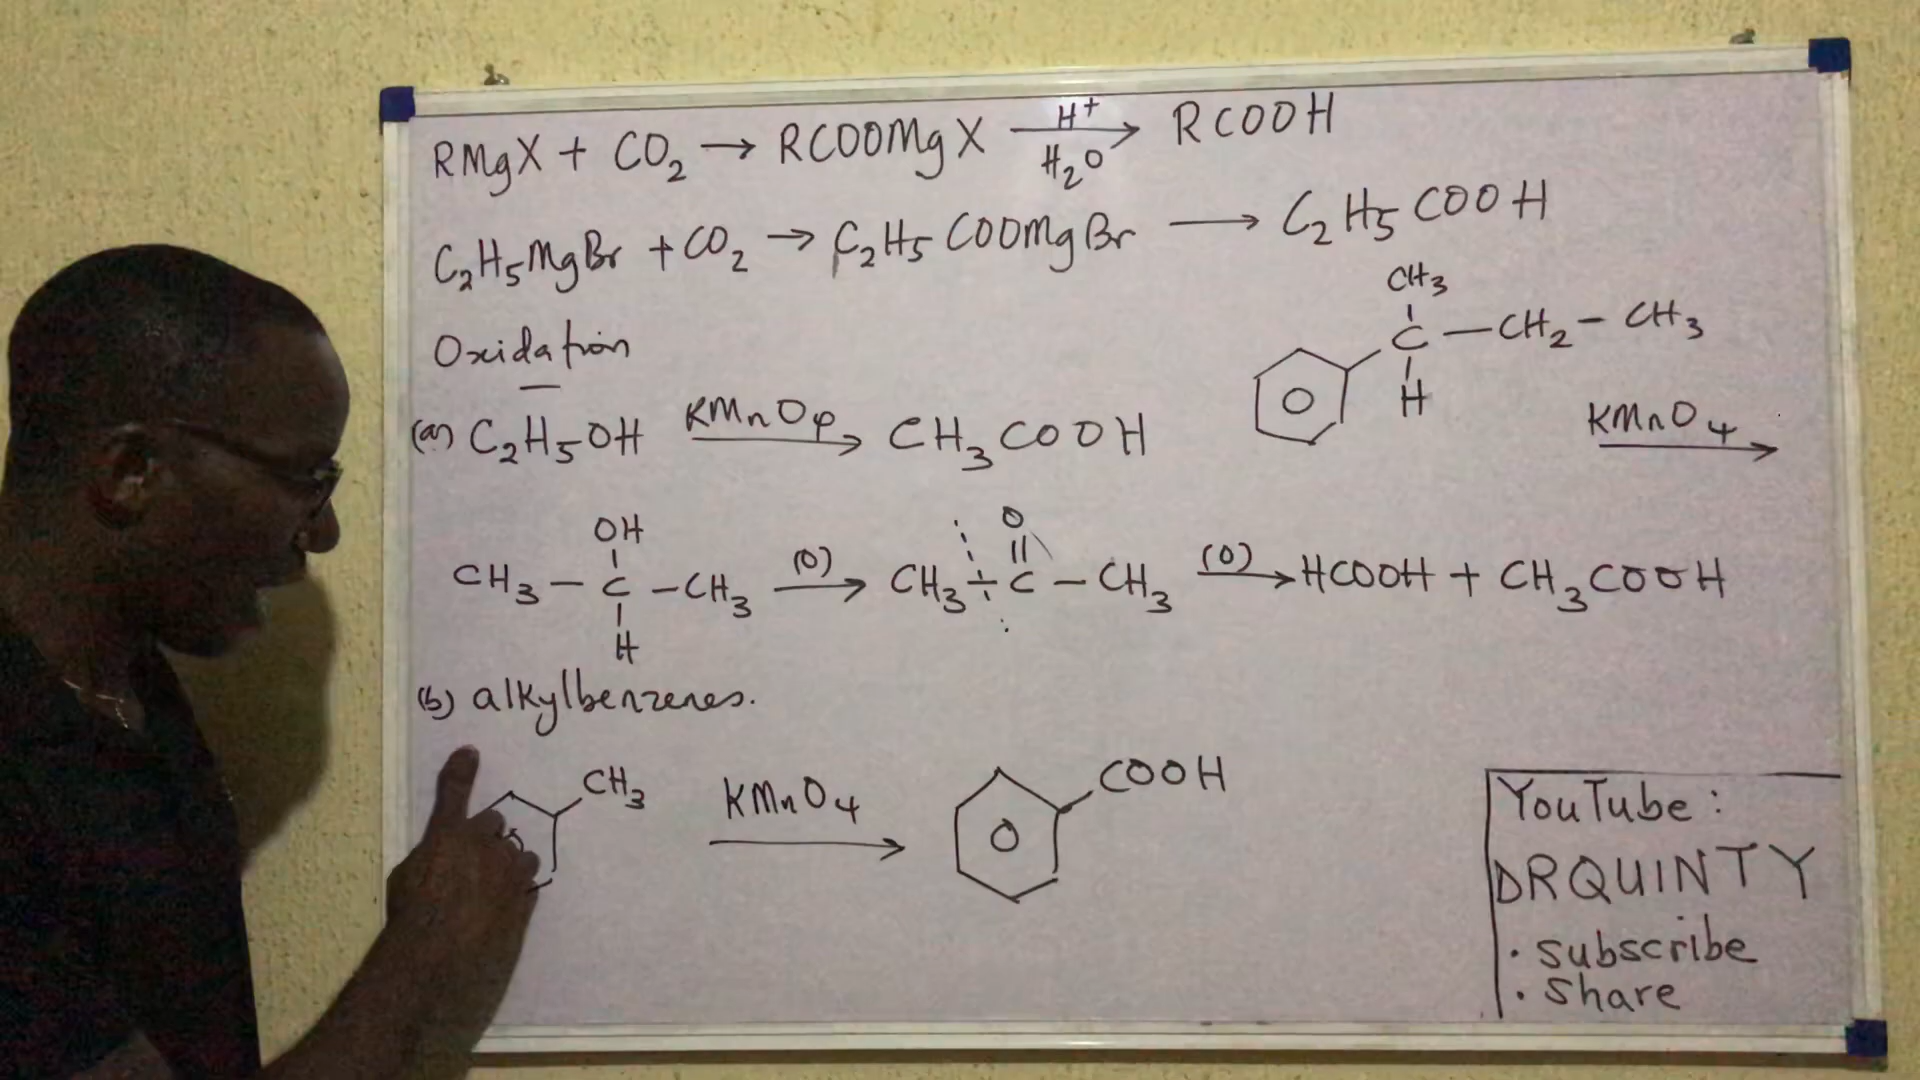 RMgX + CO₂ → RCOOMgX H⁺ H₂O → RCOOH
C₂H₅MgBr + CO₂ → C₂H₅COOMgBr → C₂H₅COOH
Oxidation
CH₃
C — CH₂ – CH₃
H
KMnO₄ →
(a) C₂H₅OH KMnO₄ → CH₃COOH
OH
CH₃ — C — CH₃ (O) → CH₃ – C — CH₃ (O) → HCOOH + CH₃COOH
O
H
(b) alkylbenzenes.
CH₃ KMnO₄ → COOH
YouTube :
DRQUINTY
• subscribe
• share